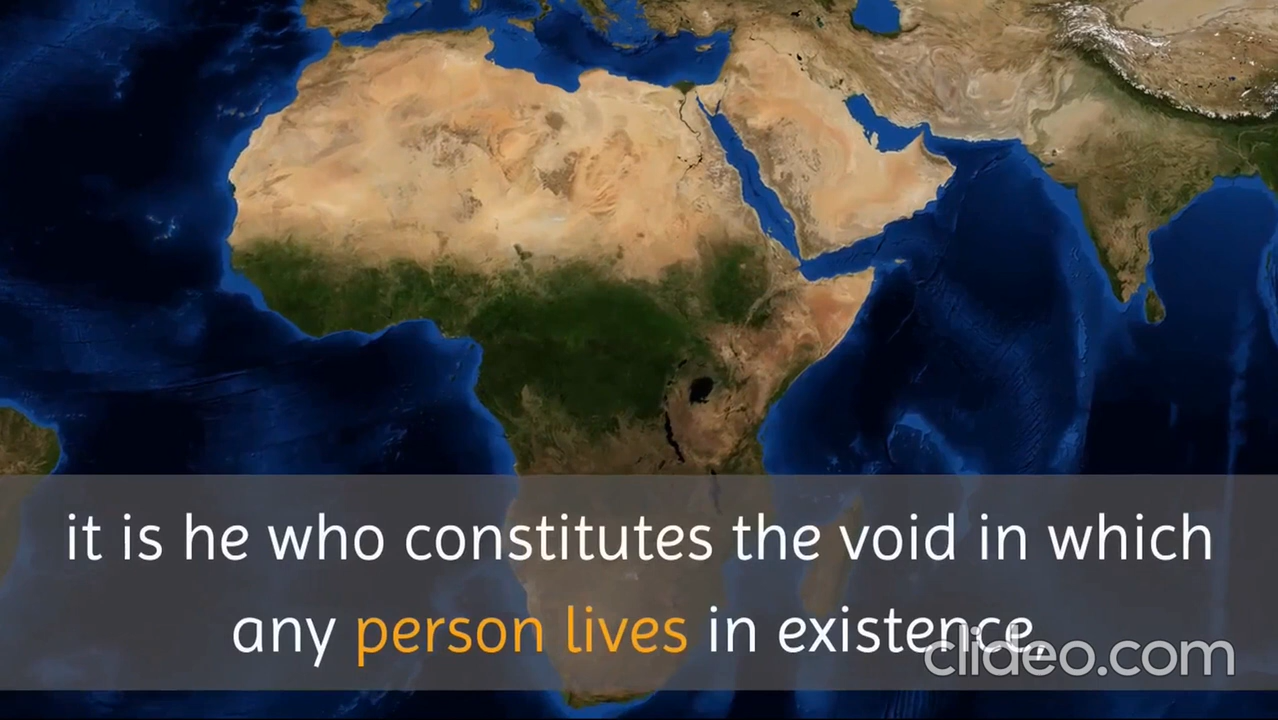 it is he who constitutes the void in which
any person lives in existence,
clideo.com